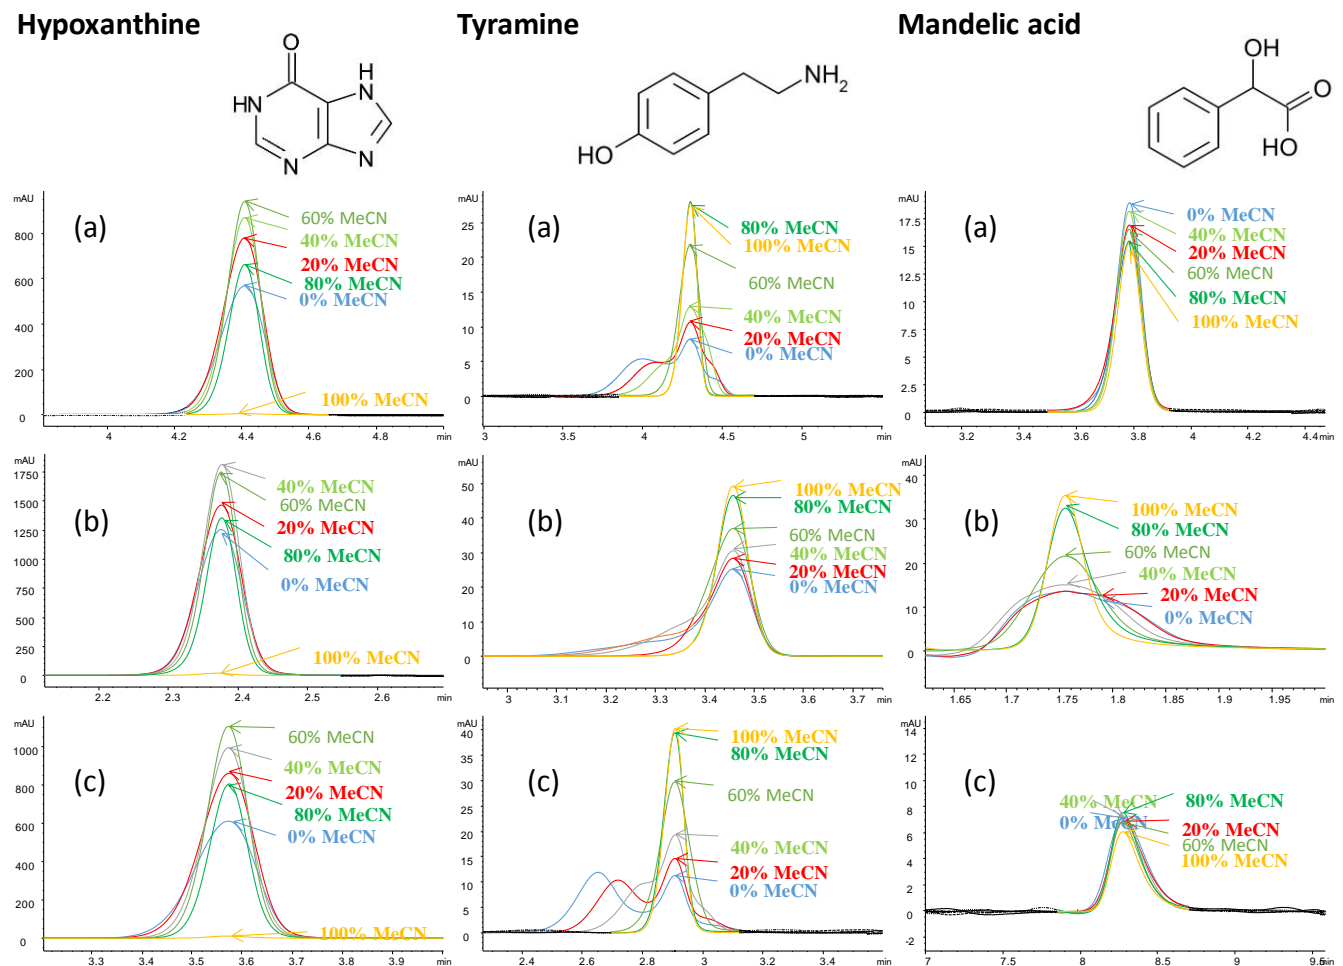 Hypoxanthine
Tyramine
Mandelic acid
O
HN
N
H
N
N
HO
NH2
OH
O
HO
mAU
(a)
60% MeCN
40% MeCN
20% MeCN
80% MeCN
0% MeCN
100% MeCN
800
600
400
200
0
4
4.2
4.4
4.6
4.8
min
mAU
(a)
80% MeCN
100% MeCN
60% MeCN
40% MeCN
20% MeCN
0% MeCN
25
20
15
10
5
0
3
3.5
4
4.5
5
min
mAU
(a)
0% MeCN
40% MeCN
20% MeCN
60% MeCN
80% MeCN
100% MeCN
17.5
15
12.5
10
7.5
5
2.5
0
3.2
3.4
3.6
3.8
4
4.2
4.4
min
mAU
(b)
40% MeCN
60% MeCN
20% MeCN
80% MeCN
0% MeCN
100% MeCN
1750
1500
1250
1000
750
500
250
0
2.2
2.3
2.4
2.5
2.6
min
mAU
(b)
100% MeCN
80% MeCN
60% MeCN
40% MeCN
20% MeCN
0% MeCN
50
40
30
20
10
0
3
3.1
3.2
3.3
3.4
3.5
3.6
3.7
min
mAU
(b)
100% MeCN
80% MeCN
60% MeCN
40% MeCN
20% MeCN
0% MeCN
40
30
20
10
0
1.65
1.7
1.75
1.8
1.85
1.9
1.95
min
mAU
(c)
60% MeCN
40% MeCN
20% MeCN
80% MeCN
0% MeCN
100% MeCN
1000
800
600
400
200
0
3.3
3.4
3.5
3.6
3.7
3.8
3.9
4.0
min
mAU
(c)
100% MeCN
80% MeCN
60% MeCN
40% MeCN
20% MeCN
0% MeCN
40
35
30
25
20
15
10
5
0
2.4
2.6
2.8
3
3.2
3.4
min
mAU
(c)
40% MeCN
0% MeCN
80% MeCN
20% MeCN
60% MeCN
100% MeCN
14
12
10
8
6
4
2
0
-2
7
7.5
8
8.5
9
9.5
min